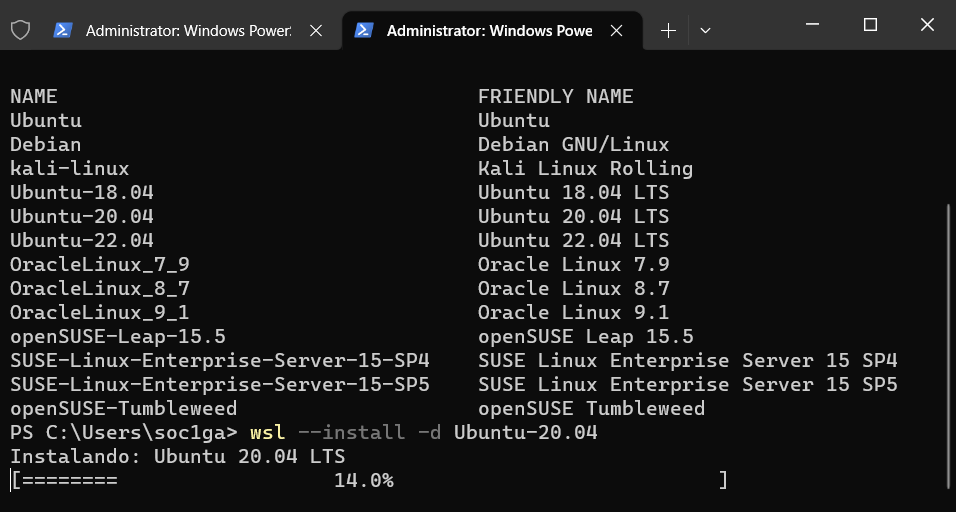 Administrator: Windows PowerS Administrator: Windows Powe
NAME FRIENDLY NAME
Ubuntu Ubuntu
Debian Debian GNU/Linux
kali-linux Kali Linux Rolling
Ubuntu-18.04 Ubuntu 18.04 LTS
Ubuntu-20.04 Ubuntu 20.04 LTS
Ubuntu-22.04 Ubuntu 22.04 LTS
OracleLinux_7_9 Oracle Linux 7.9
OracleLinux_8_7 Oracle Linux 8.7
OracleLinux_9_1 Oracle Linux 9.1
openSUSE-Leap-15.5 openSUSE Leap 15.5
SUSE-Linux-Enterprise-Server-15-SP4 SUSE Linux Enterprise Server 15 SP4
SUSE-Linux-Enterprise-Server-15-SP5 SUSE Linux Enterprise Server 15 SP5
openSUSE-Tumbleweed openSUSE Tumbleweed
PS C:\Users\soc1ga> wsl --install -d Ubuntu-20.04
Instalando: Ubuntu 20.04 LTS
[======== 14.0% ]